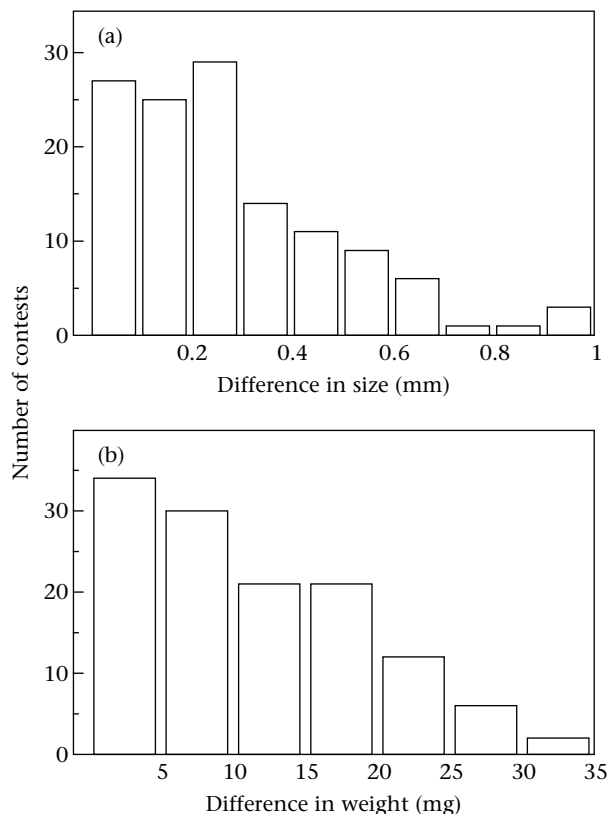 Number of contests
(a)
30
20
10
0
0.2 0.4 0.6 0.8 1
Difference in size (mm)
(b)
30
20
10
0
5 10 15 20 25 30 35
Difference in weight (mg)